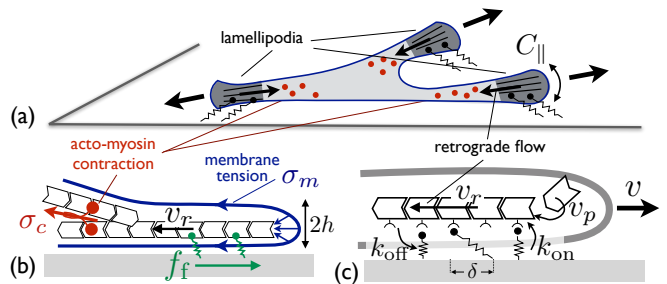 lamellipodia
C∥
(a)
acto-myosin
contraction
membrane
tension
σm
retrograde flow
σc
vr
2h
ff
(b)
vr
vp
v
koff
δ
kon
(c)